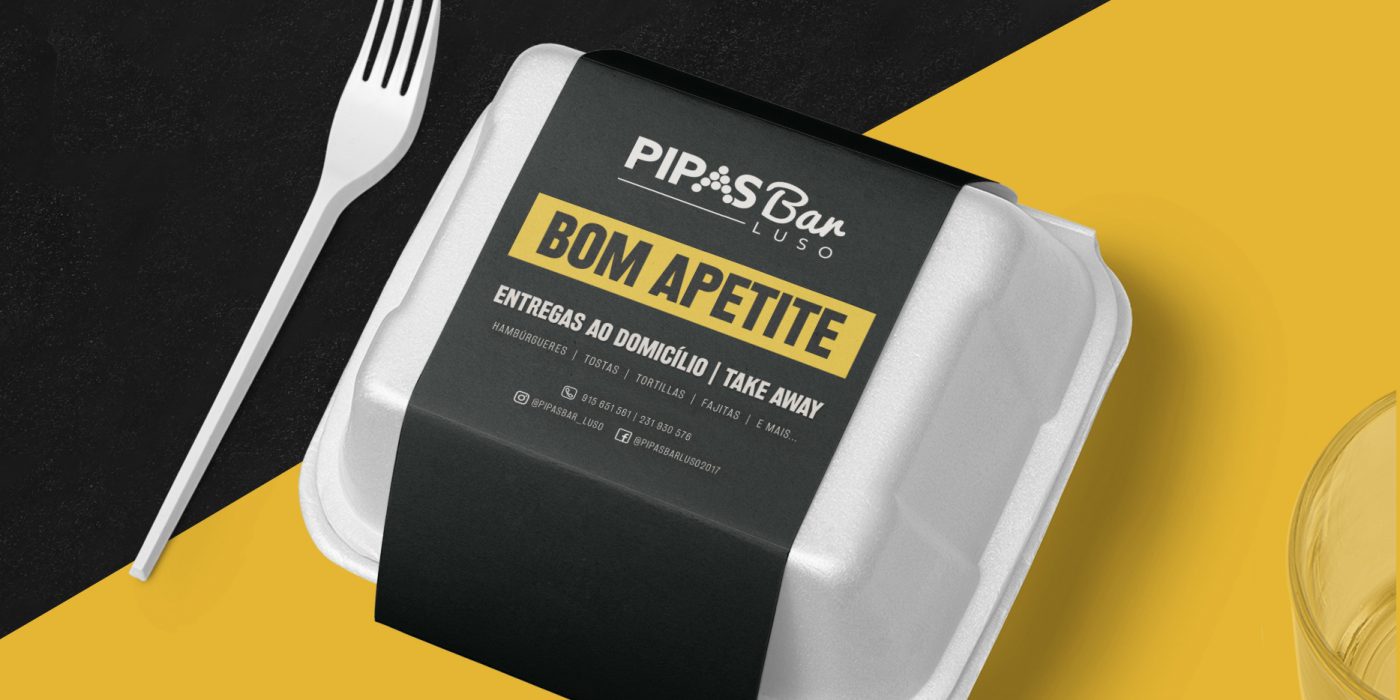 PIPAS Bar
LUSO
BOM APETITE
ENTREGAS AO DOMICÍLIO | TAKE AWAY
HAMBÚRGUERES | TOSTAS | TORTILLAS | FAJITAS | E MAIS...
915 651 561 | 231 930 576
@PIPASBAR_LUSO @PIPASBARLUSO2017